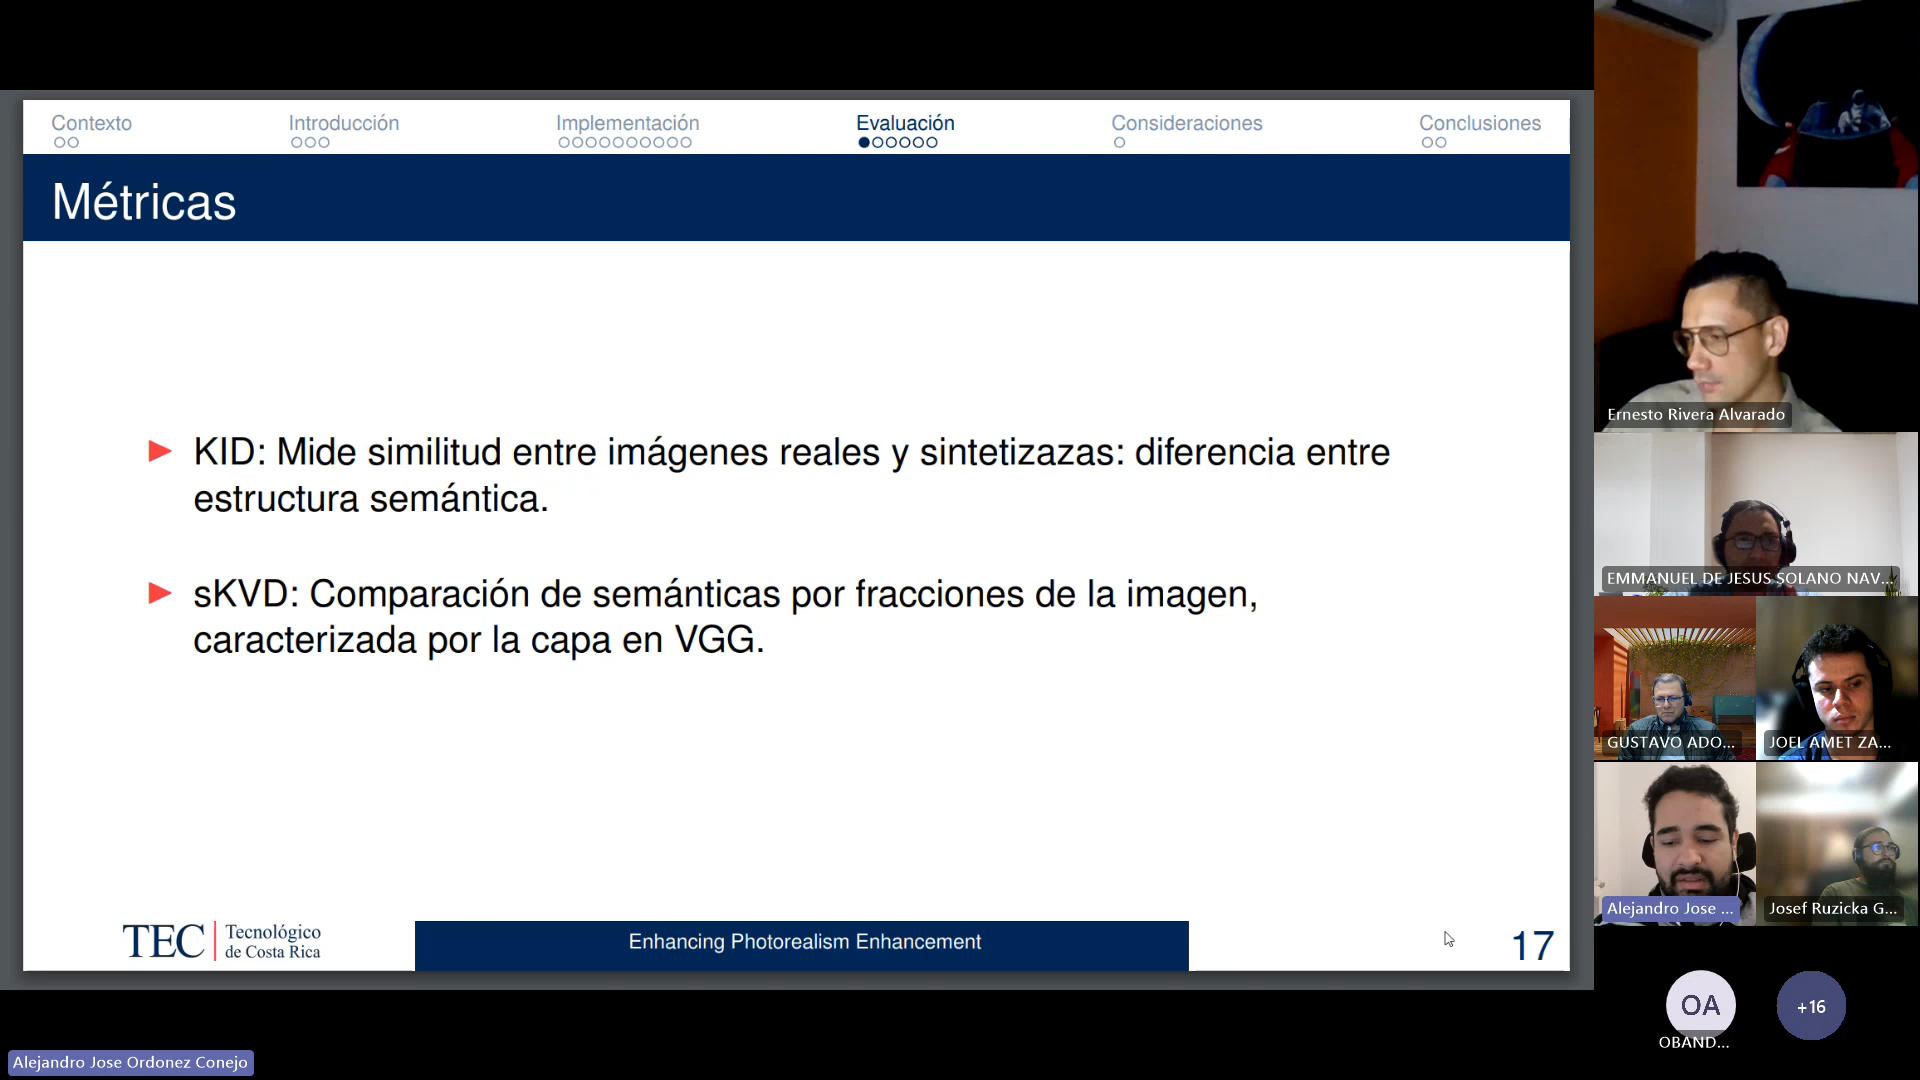 Contexto
Introducción
Implementación
Evaluación
Consideraciones
Conclusiones
Métricas
KID: Mide similitud entre imágenes reales y sintetizazas: diferencia entre
estructura semántica.
sKVD: Comparación de semánticas por fracciones de la imagen,
caracterizada por la capa en VGG.
TEC
Tecnológico
de Costa Rica
Enhancing Photorealism Enhancement
17
Alejandro Jose Ordonez Conejo
Ernesto Rivera Alvarado
EMMANUEL DE JESUS SOLANO NAV...
GUSTAVO ADO...
JOEL AMET ZA...
Alejandro Jose ...
Josef Ruzicka G...
OA
OBAND...
+16